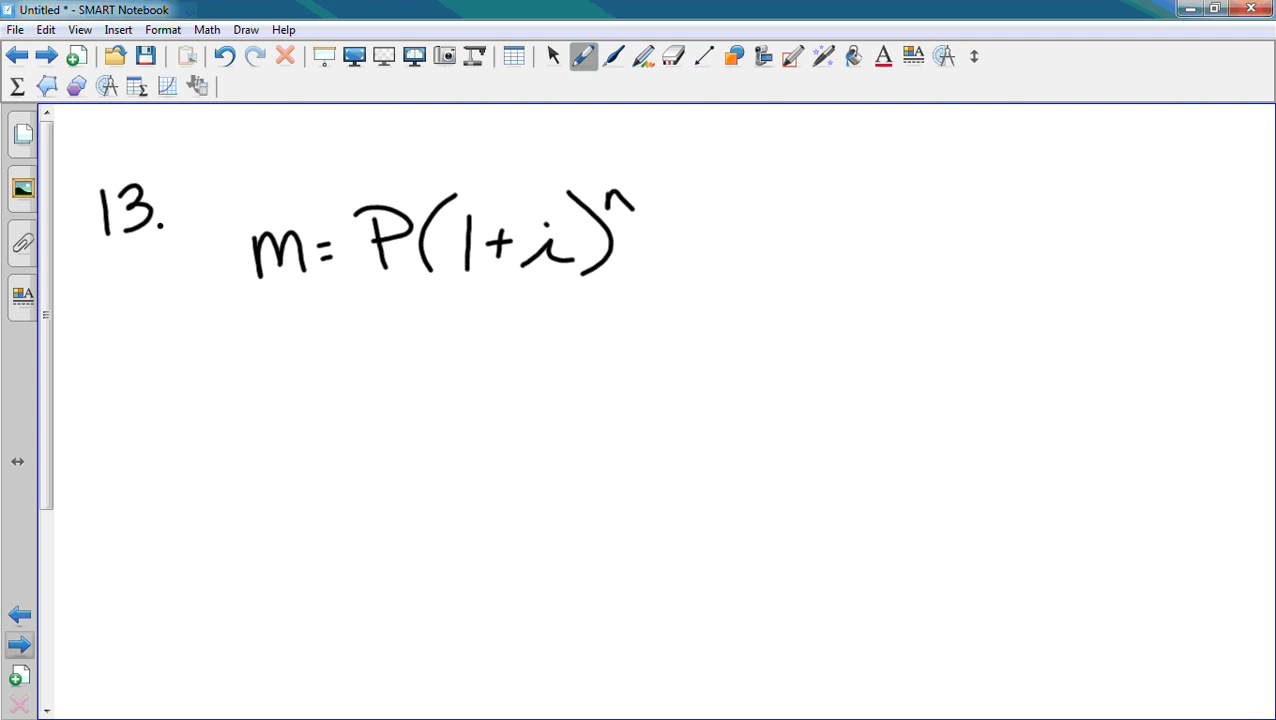 Untitled * - SMART Notebook
File Edit View Insert Format Math Draw Help
13. m = P(1+i)^n